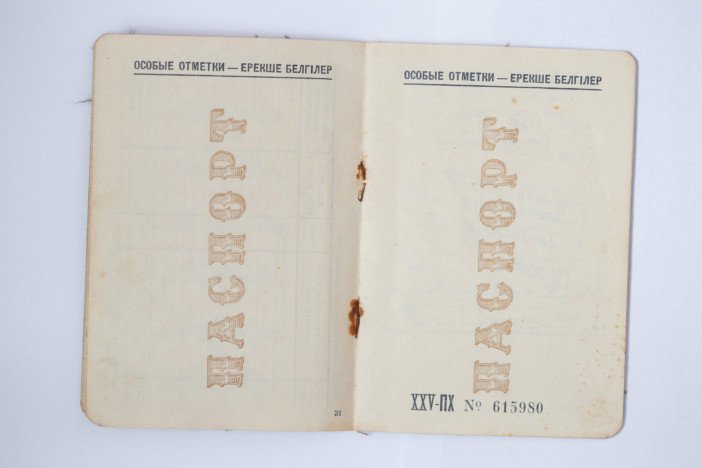 ОСОБЫЕ ОТМЕТКИ — ЕРЕКШЕ БЕЛГІЛЕР
ПАСПОРТ
31
ОСОБЫЕ ОТМЕТКИ — ЕРЕКШЕ БЕЛГІЛЕР
ПАСПОРТ
XXV-ПХ № 615980